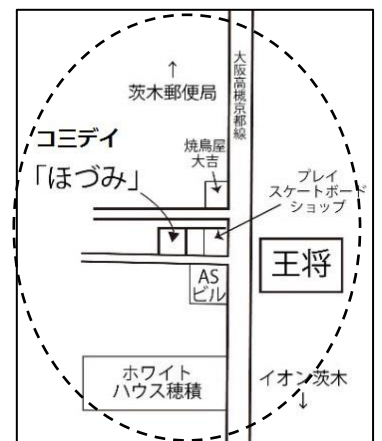 ↑
茨木郵便局
大阪高槻京都線
コミデイ
「ほづみ」
焼鳥屋
大吉
プレイ
スケートボード
ショップ
王将
AS
ビル
ホワイト
ハウス穂積
イオン茨木
↓